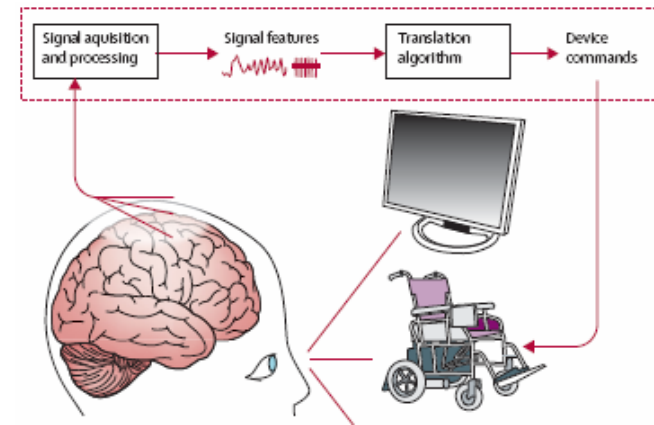 Signal aquisition
and processing
Signal features
Translation
algorithm
Device
commands